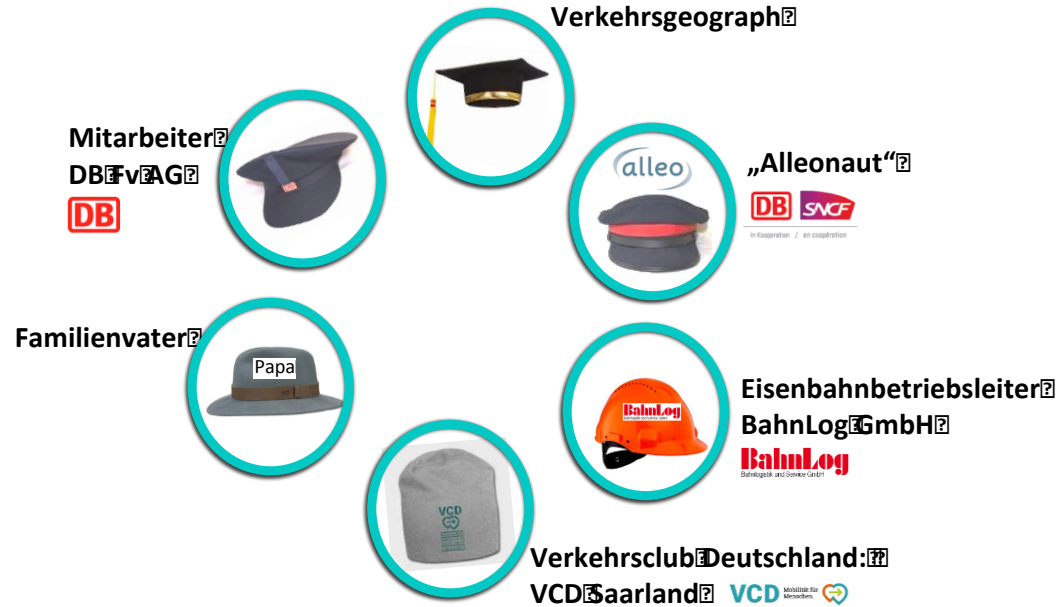 Verkehrsgeograph
Mitarbeiter
DB Fv AG
DB
alleo
„Alleonaut“
DB SNCF
in Kooperation / en coopération
Familienvater
Papa
BahnLog
Eisenbahnbetriebsleiter
BahnLog GmbH
BahnLog
Bahnlogistik und Service GmbH
VCD
Verkehrsclub Deutschland:
VCD Saarland
VCD Mobilität für
Menschen.